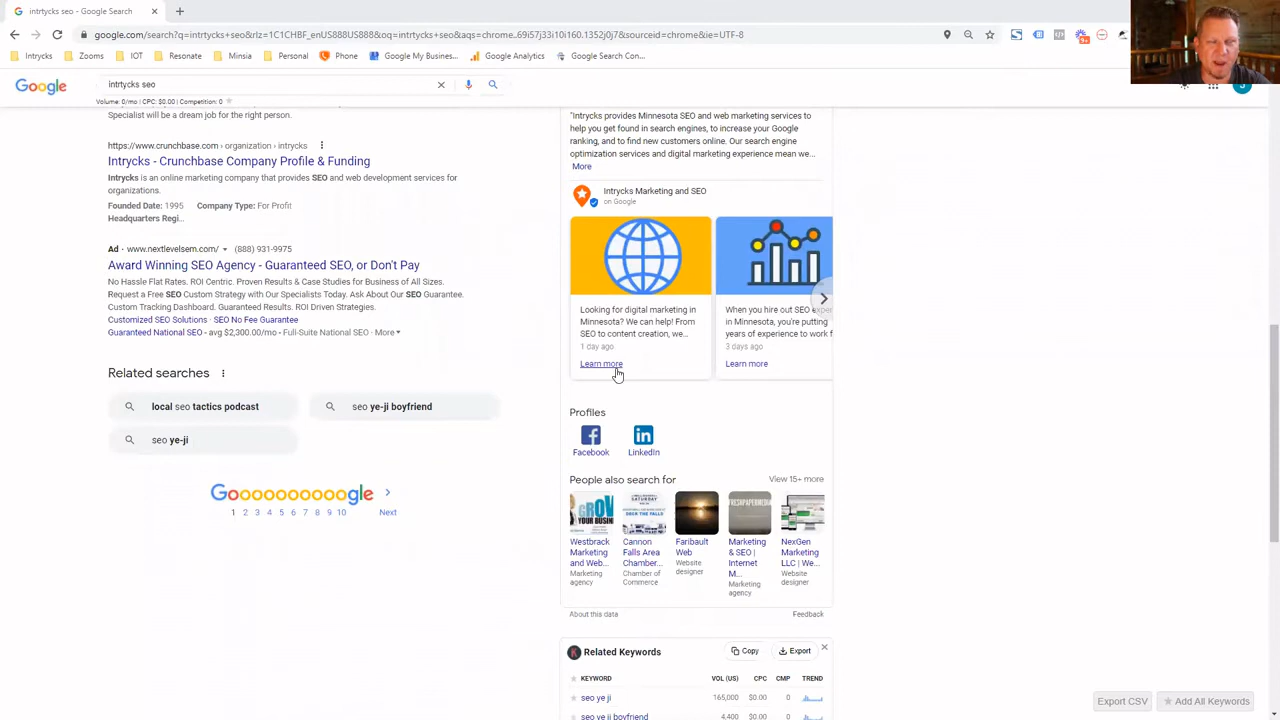 intrtycks seo - Google Search
google.com/search?q=intrtycks+seo&rlz=1C1CHBF_enUS888US888&oq=intrtycks+seo&aqs=chrome..69i57j33i10i160.1352j0j7&sourceid=chrome&ie=UTF-8
Intrycks
Zooms
IOT
Research
Minsia
Personal
Phone
Google My Busines...
Google Analytics
Google Search Con...
9+
Google
intrtycks seo
J
Volume: 0/mo | CPC: $0.00 | Competition: 0
Specialist will be a dream job for the right person.
https://www.crunchbase.com › organization › intrycks
Intrycks - Crunchbase Company Profile & Funding
Intrycks is an online marketing company that provides SEO and web development services for
organizations.
Founded Date: 1995 Company Type: For Profit
Headquarters Regi...
Ad · www.nextlevelsem.com/ (888) 931-9975
Award Winning SEO Agency - Guaranteed SEO, or Don't Pay
No Hassle Flat Rates. ROI Centric. Proven Results & Case Studies for Business of All Sizes.
Request a Free SEO Custom Strategy with Our Specialists Today. Ask About Our SEO Guarantee.
Custom Tracking Dashboard. Guaranteed Results. ROI Driven Strategies.
Customized SEO Solutions · SEO No Fee Guarantee
Guaranteed National SEO - avg $2,300.00/mo - Full-Suite National SEO · More
Related searches
local seo tactics podcast
seo ye-ji boyfriend
seo ye-ji
Goooooooooogle
1 2 3 4 5 6 7 8 9 10 Next
"Intrycks provides Minnesota SEO and web marketing services to
help you get found in search engines, to increase your Google
ranking, and to find new customers online. Our search engine
optimization services and digital marketing experience mean we...
More
Intrycks Marketing and SEO
on Google
Looking for digital marketing in
Minnesota? We can help! From
SEO to content creation, we...
1 day ago
Learn more
When you hire out SEO exper
in Minnesota, you're putting
years of experience to work f
3 days ago
Learn more
Profiles
Facebook
LinkedIn
People also search for
View 15+ more
Westbrack
Marketing
and Web...
Marketing
agency
Cannon
Falls Area
Chamber...
Chamber of
Commerce
Faribault
Web
Website
designer
Marketing
& SEO |
Internet
M...
Marketing
agency
NexGen
Marketing
LLC | We...
Website
designer
About this data
Feedback
Related Keywords
Copy
Export
KEYWORD VOL (US) CPC CMP TREND
seo ye ji 165,000 $0.00 0
seo ye ji boyfriend 4,400 $0.00 0
Export CSV
Add All Keywords